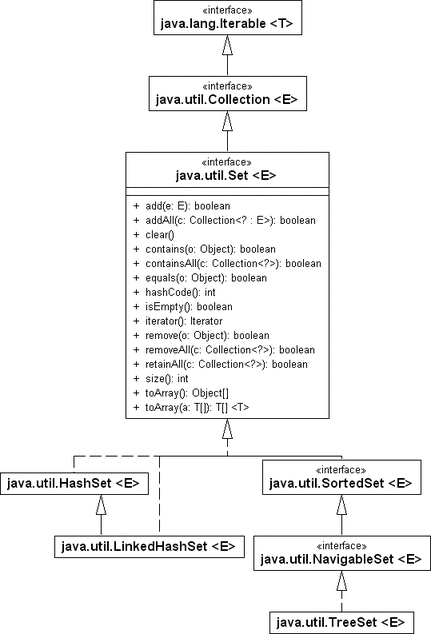 «interface»
java.lang.Iterable <T>
«interface»
java.util.Collection <E>
«interface»
java.util.Set <E>
+ add(e: E): boolean
+ addAll(c: Collection<? : E>): boolean
+ clear()
+ contains(o: Object): boolean
+ containsAll(c: Collection<?>): boolean
+ equals(o: Object): boolean
+ hashCode(): int
+ isEmpty(): boolean
+ iterator(): Iterator
+ remove(o: Object): boolean
+ removeAll(c: Collection<?>): boolean
+ retainAll(c: Collection<?>): boolean
+ size(): int
+ toArray(): Object[]
+ toArray(a: T[]): T[] <T>
java.util.HashSet <E>
«interface»
java.util.SortedSet <E>
java.util.LinkedHashSet <E>
«interface»
java.util.NavigableSet <E>
java.util.TreeSet <E>